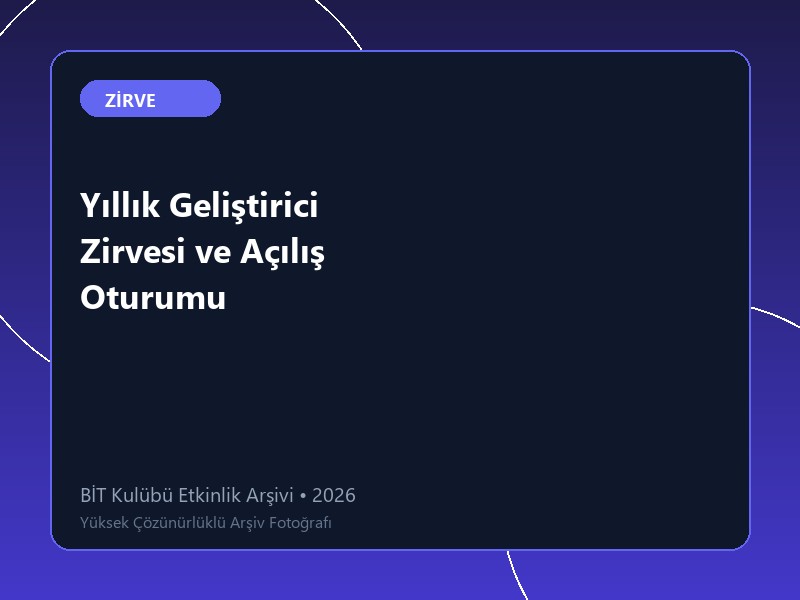 ZİRVE
Yıllık Geliştirici
Zirvesi ve Açılış
Oturumu
BİT Kulübü Etkinlik Arşivi • 2026
Yüksek Çözünürlüklü Arşiv Fotoğrafı